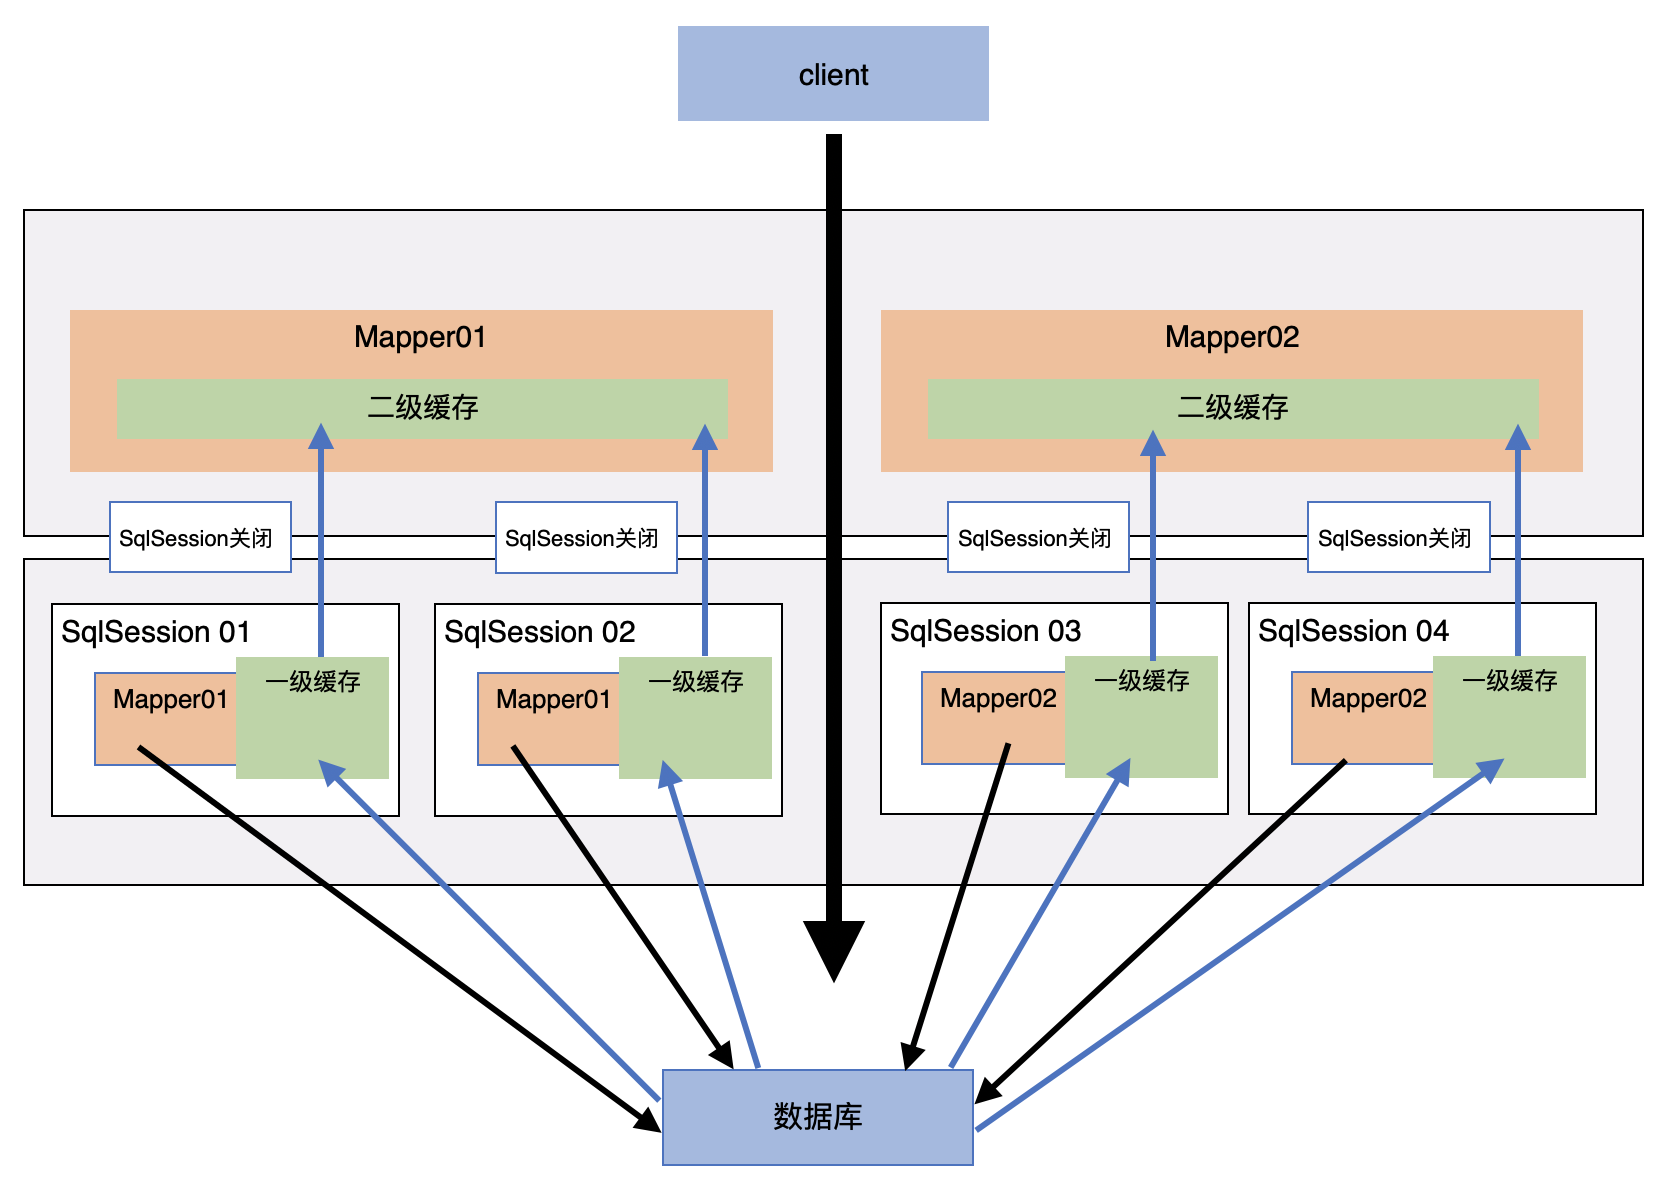 client
Mapper01
Mapper02
二级缓存
二级缓存
SqlSession关闭
SqlSession关闭
SqlSession关闭
SqlSession关闭
SqlSession 01
SqlSession 02
SqlSession 03
SqlSession 04
Mapper01
一级缓存
Mapper01
一级缓存
Mapper02
一级缓存
Mapper02
一级缓存
数据库